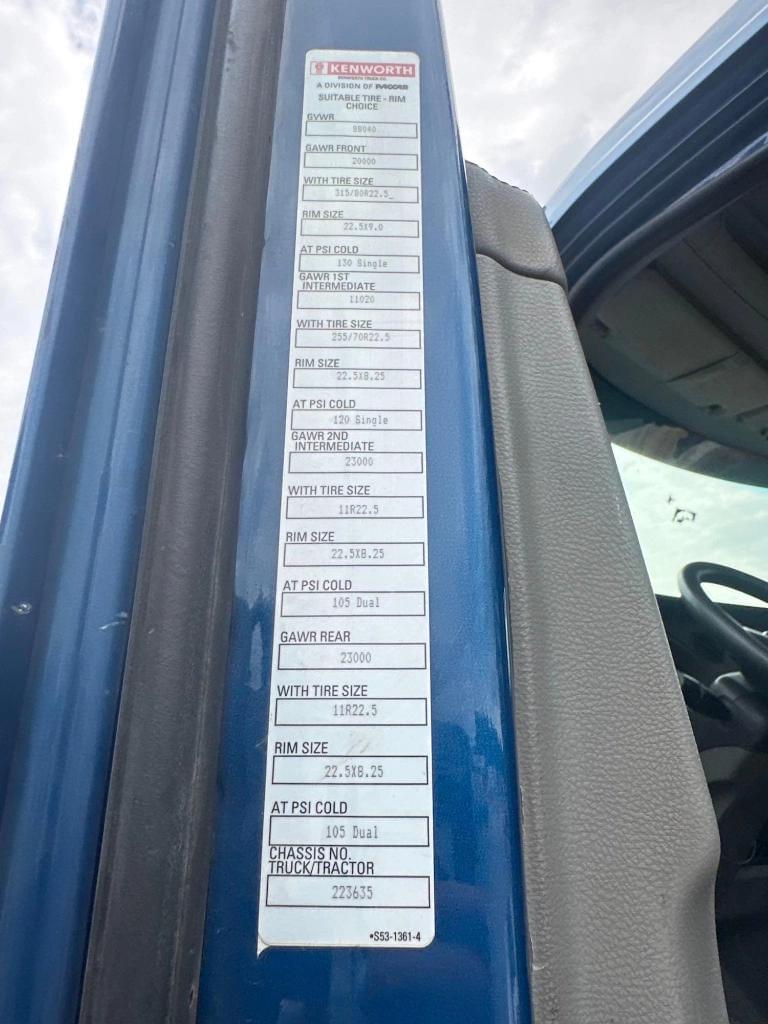 KENWORTH
KENWORTH TRUCK CO.
A DIVISION OF PACCAR
SUITABLE TIRE - RIM
CHOICE
GVWR
88040
GAWR FRONT
20000
WITH TIRE SIZE
315/80R22.5_
RIM SIZE
22.5X9.0
AT PSI COLD
130 Single
GAWR 1ST
INTERMEDIATE
11020
WITH TIRE SIZE
255/70R22.5
RIM SIZE
22.5X8.25
AT PSI COLD
120 Single
GAWR 2ND
INTERMEDIATE
23000
WITH TIRE SIZE
11R22.5
RIM SIZE
22.5X8.25
AT PSI COLD
105 Dual
GAWR REAR
23000
WITH TIRE SIZE
11R22.5
RIM SIZE
22.5X8.25
AT PSI COLD
105 Dual
CHASSIS NO.
TRUCK/TRACTOR
223635
•S53-1361-4